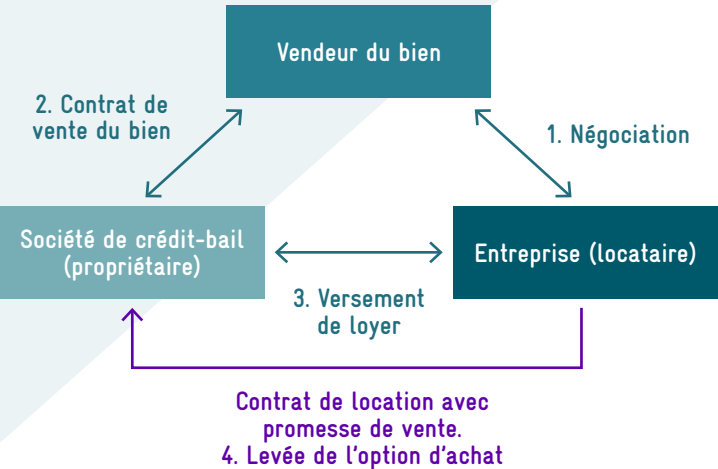 Vendeur du bien
2. Contrat de
vente du bien
1. Négociation
Société de crédit-bail
(propriétaire)
Entreprise (locataire)
3. Versement
de loyer
Contrat de location avec
promesse de vente.
4. Levée de l'option d'achat